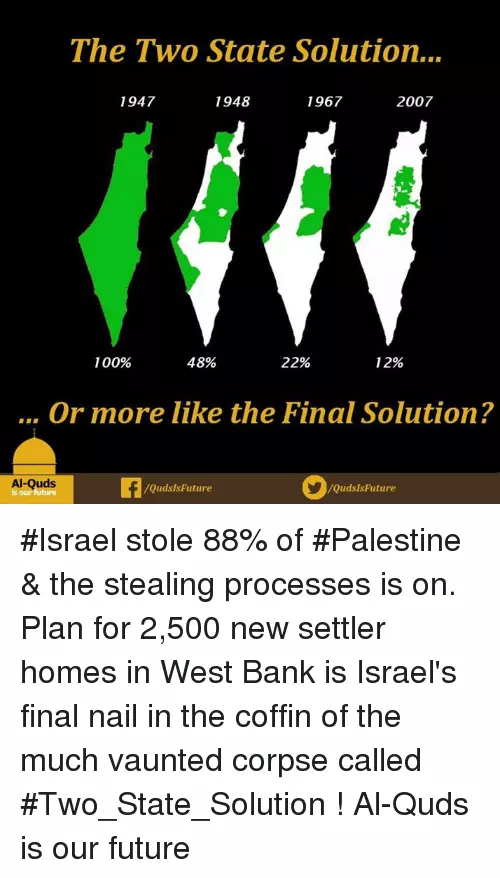 The Two State Solution...
1947 1948 1967 2007
100% 48% 22% 12%
... Or more like the Final Solution?
Al-Quds
is our future
/QudsIsFuture /QudsIsFuture
#Israel stole 88% of #Palestine
& the stealing processes is on.
Plan for 2,500 new settler
homes in West Bank is Israel's
final nail in the coffin of the
much vaunted corpse called
#Two_State_Solution ! Al-Quds
is our future